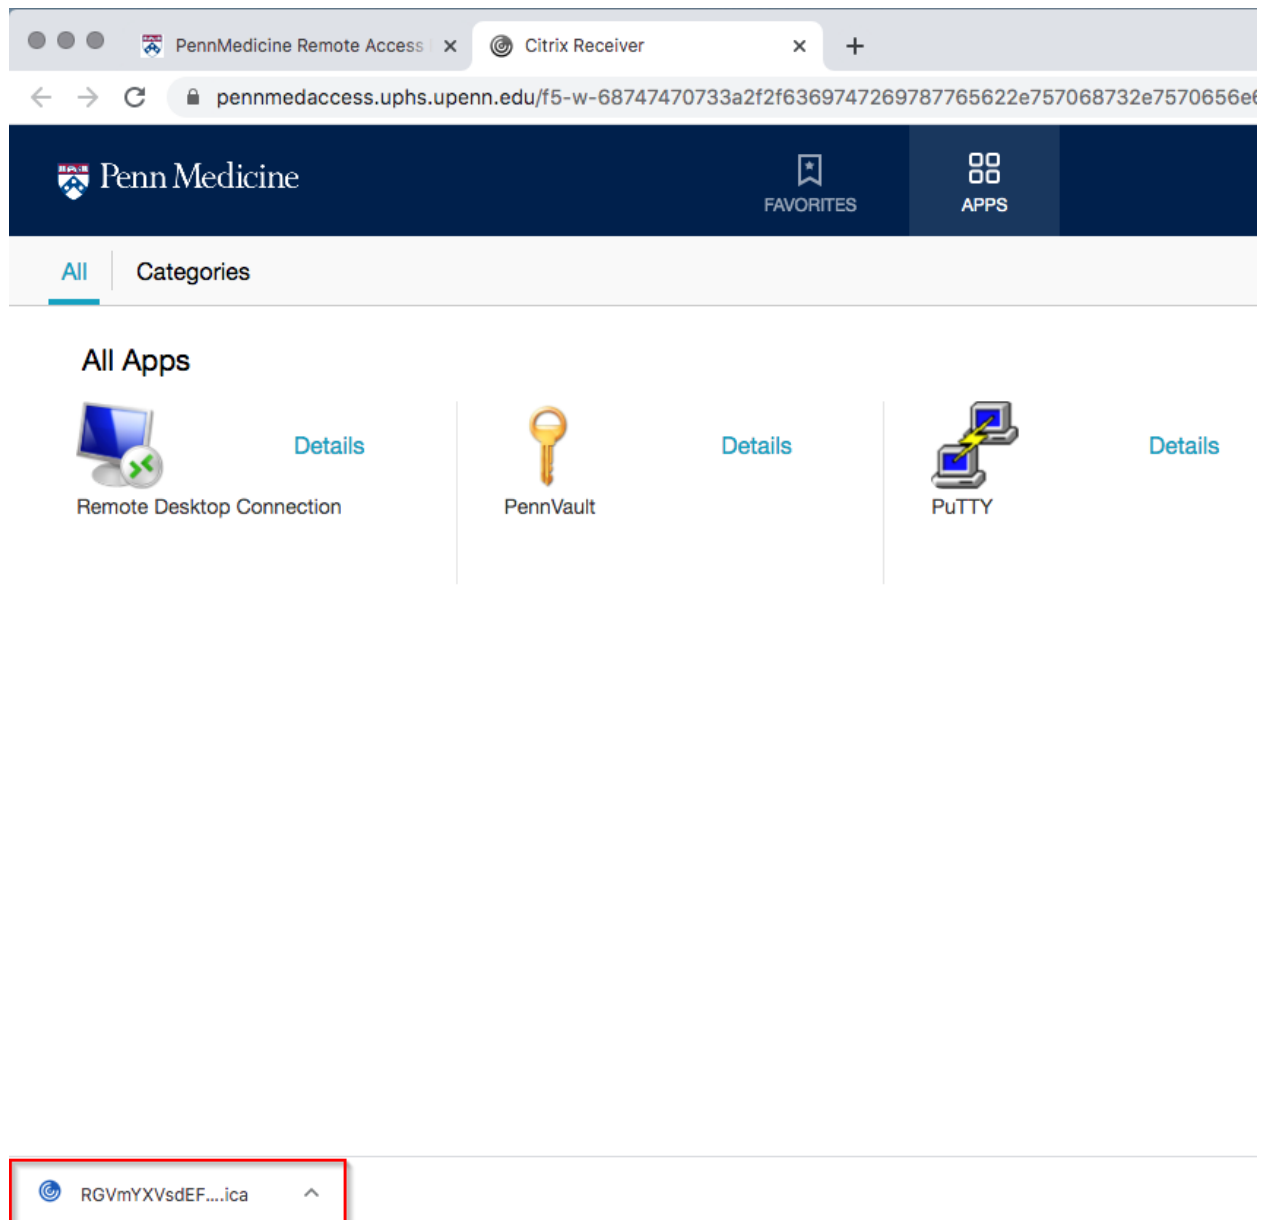 PennMedicine Remote Access
Citrix Receiver
pennmedaccess.uphs.upenn.edu/f5-w-68747470733a2f2f6369747269787765622e757068732e7570656e6
Penn Medicine
FAVORITES
APPS
All
Categories
All Apps
Details
Details
Details
Remote Desktop Connection
PennVault
PuTTY
RGVmYXVsdEF....ica